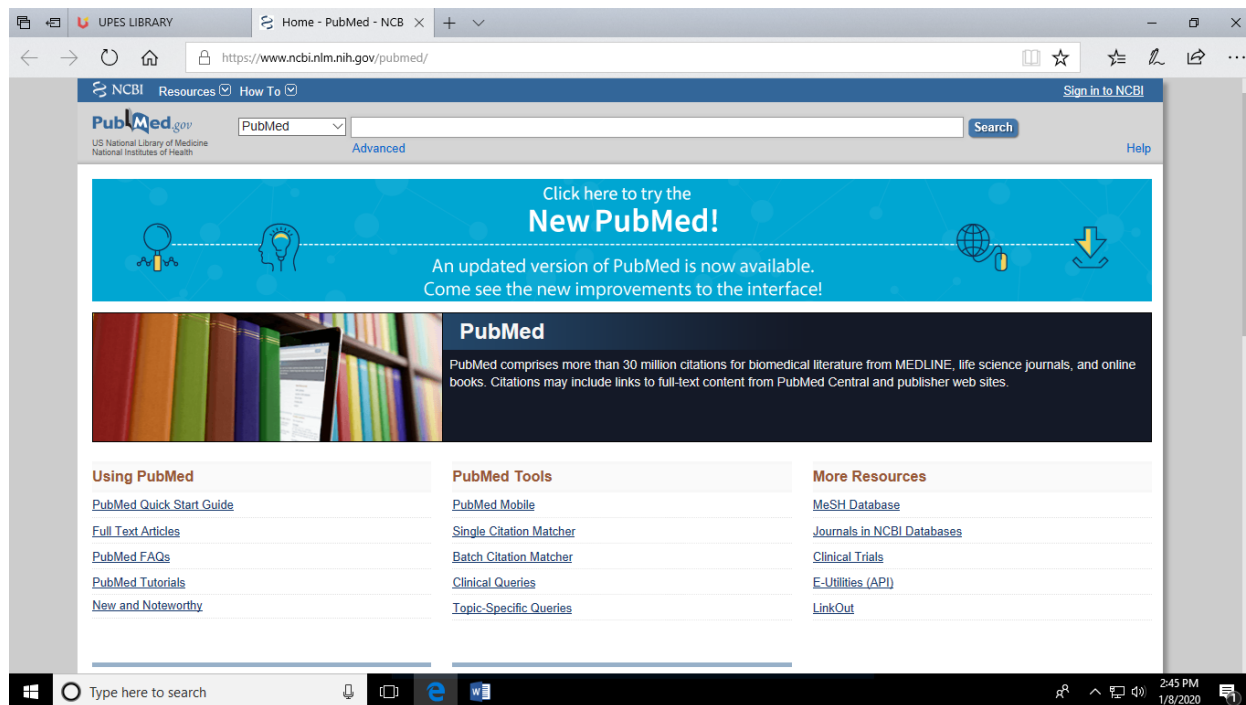 UPES LIBRARY
Home - PubMed - NCB
https://www.ncbi.nlm.nih.gov/pubmed/
NCBI Resources How To Sign in to NCBI
PubMed.gov
US National Library of Medicine
National Institutes of Health
PubMed
Search
Advanced
Help
Click here to try the
New PubMed!
An updated version of PubMed is now available.
Come see the new improvements to the interface!
PubMed
PubMed comprises more than 30 million citations for biomedical literature from MEDLINE, life science journals, and online
books. Citations may include links to full-text content from PubMed Central and publisher web sites.
Using PubMed
PubMed Quick Start Guide
Full Text Articles
PubMed FAQs
PubMed Tutorials
New and Noteworthy
PubMed Tools
PubMed Mobile
Single Citation Matcher
Batch Citation Matcher
Clinical Queries
Topic-Specific Queries
More Resources
MeSH Database
Journals in NCBI Databases
Clinical Trials
E-Utilities (API)
LinkOut
Type here to search
2:45 PM
1/8/2020